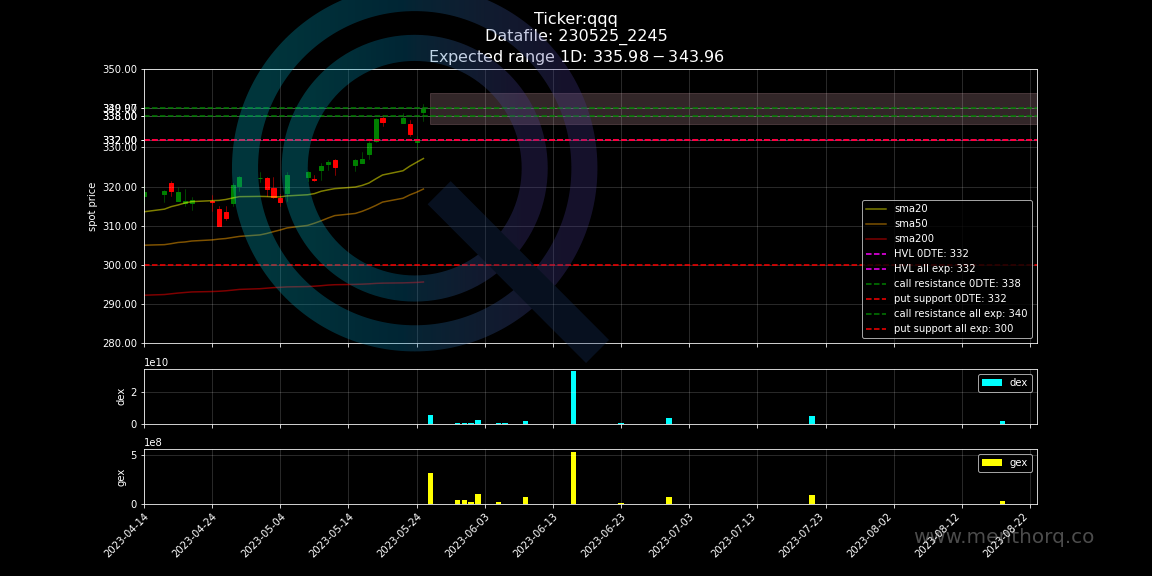 Ticker:qqq
Datafile: 230525_2245
Expected range 1D: 335.98 − 343.96
350.00
338.00
332.00
330.00
320.00
310.00
300.00
290.00
280.00
spot price
sma20
sma50
sma200
HVL 0DTE: 332
HVL all exp: 332
call resistance 0DTE: 338
put support 0DTE: 332
call resistance all exp: 340
put support all exp: 300
1e10
2
0
dex
dex
1e8
5
0
gex
gex
2023-04-14
2023-04-24
2023-05-04
2023-05-14
2023-05-24
2023-06-03
2023-06-13
2023-06-23
2023-07-03
2023-07-13
2023-07-23
2023-08-02
2023-08-12
2023-08-22
www.menthorq.co